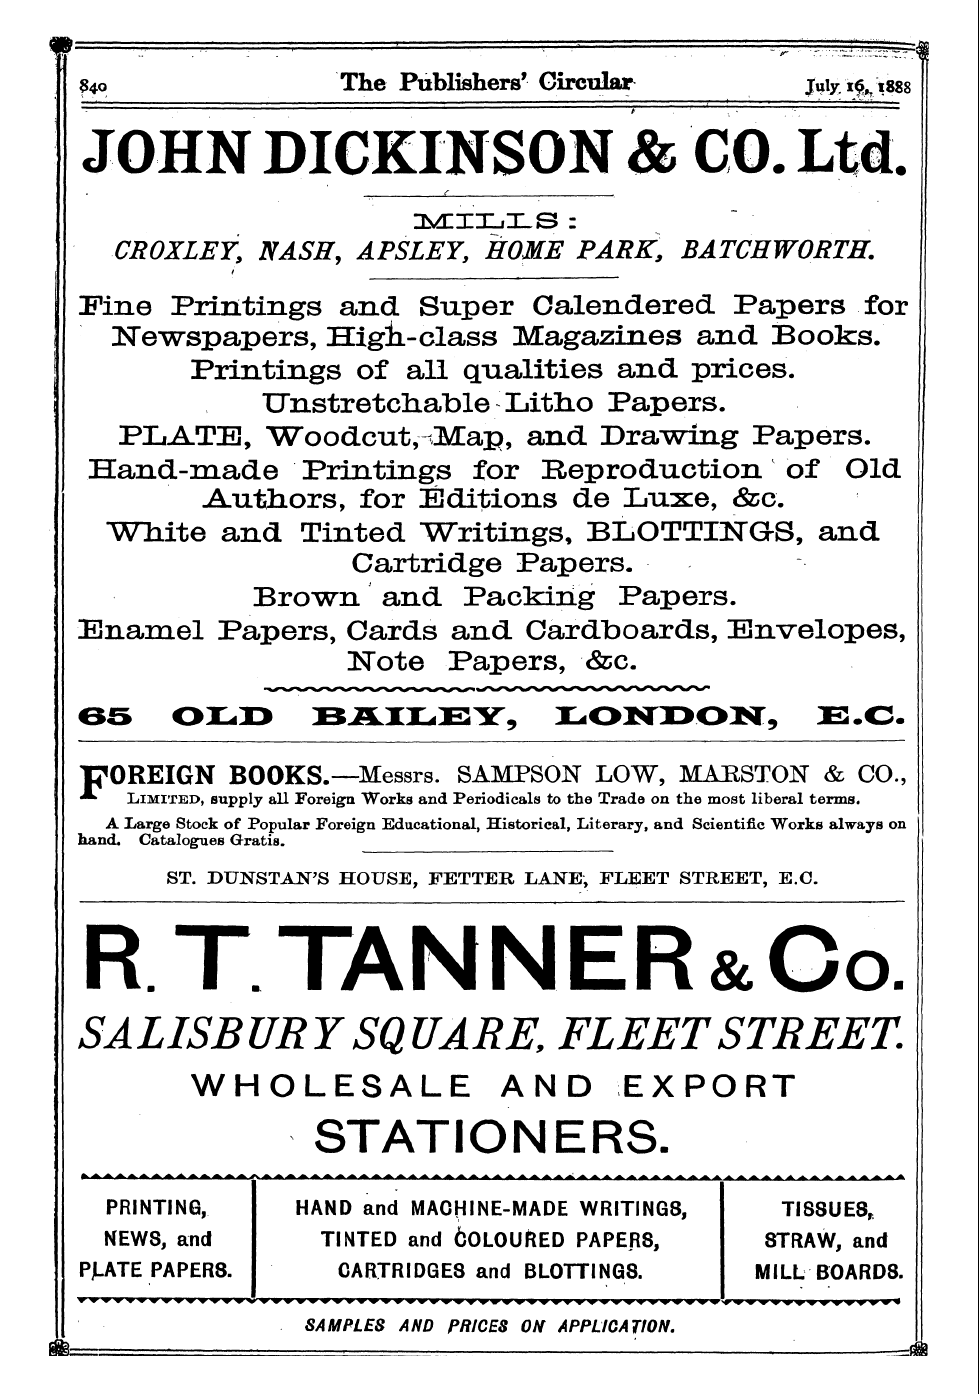 840 The Publishers' Circular July 16, 1888
JOHN DICKINSON & CO. Ltd.
MILLS:
CROXLEY, NASH, APSLEY, HOME PARK, BATCHWORTH.
Fine Printings and Super Calendered Papers for
Newspapers, High-class Magazines and Books.
Printings of all qualities and prices.
Unstretchable Litho Papers.
PLATE, Woodcut, Map, and Drawing Papers.
Hand-made Printings for Reproduction of Old
Authors, for Editions de Luxe, &c.
White and Tinted Writings, BLOTTINGS, and
Cartridge Papers.
Brown and Packing Papers.
Enamel Papers, Cards and Cardboards, Envelopes,
Note Papers, &c.
65 OLD BAILEY, LONDON, E.C.
FOREIGN BOOKS.—Messrs. SAMPSON LOW, MARSTON & CO.,
LIMITED, supply all Foreign Works and Periodicals to the Trade on the most liberal terms.
A Large Stock of Popular Foreign Educational, Historical, Literary, and Scientific Works always on
hand. Catalogues Gratis.
ST. DUNSTAN'S HOUSE, FETTER LANE, FLEET STREET, E.C.
R. T. TANNER & Co.
SALISBURY SQUARE, FLEET STREET.
WHOLESALE AND EXPORT
STATIONERS.
PRINTING,
NEWS, and
PLATE PAPERS.
HAND and MACHINE-MADE WRITINGS,
TINTED and COLOURED PAPERS,
CARTRIDGES and BLOTTINGS.
TISSUES,
STRAW, and
MILL BOARDS.
SAMPLES AND PRICES ON APPLICATION.